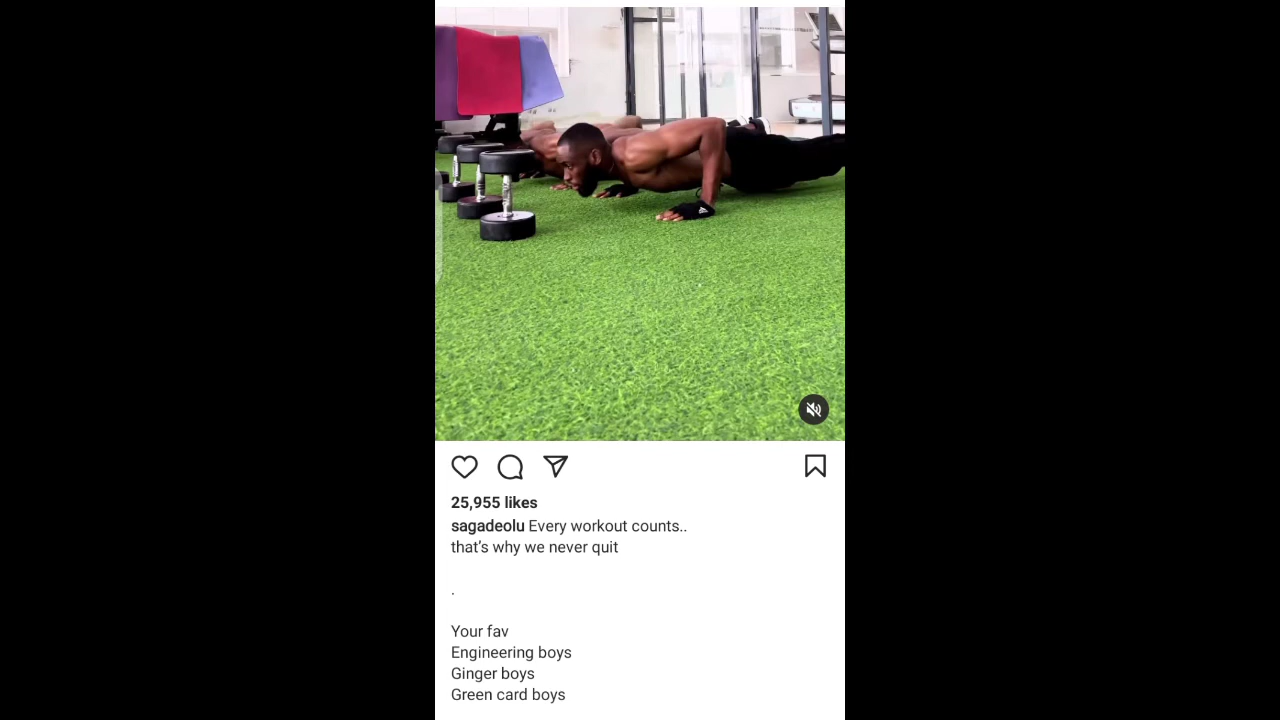 25,955 likes
sagadeolu Every workout counts..
that's why we never quit
.
Your fav
Engineering boys
Ginger boys
Green card boys